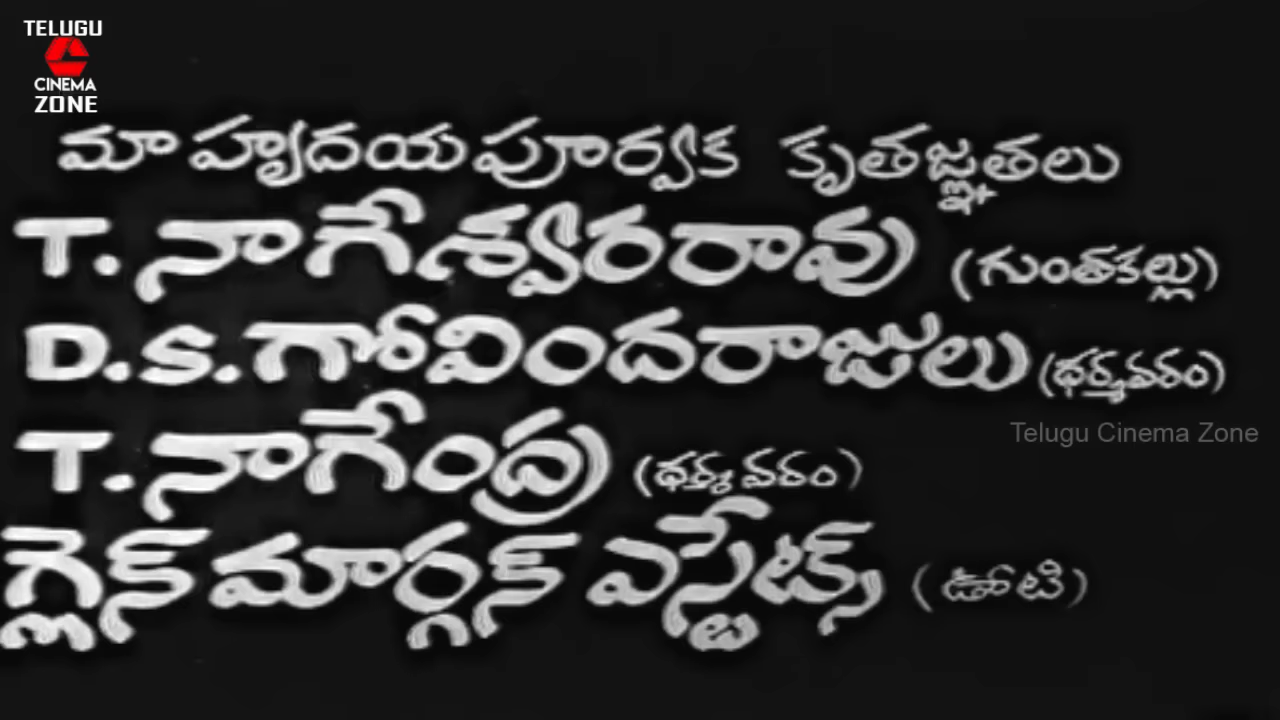 TELUGU
CINEMA
ZONE
మా హృదయపూర్వక కృతజ్ఞతలు
T. నాగేశ్వరరావు (గుంతకల్లు)
D.S. గోవిందరాజులు (ధర్మవరం)
Telugu Cinema Zone
T. నాగేంద్ర (ధర్మవరం)
గ్లెన్ మార్గన్ ఎస్టేట్స్ (ఊటి)